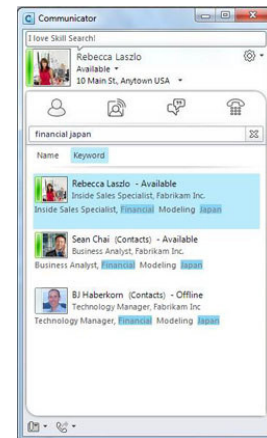 C Communicator
I love Skill Search!
Rebecca Laszlo
Available
10 Main St, Anytown USA
financial japan
Name Keyword
Rebecca Laszlo - Available
Inside Sales Specialist, Fabrikam Inc.
Inside Sales Specialist, Financial Modeling Japan
Sean Chai (Contacts) - Available
Business Analyst, Fabrikam Inc.
Business Analyst, Financial Modeling Japan
BJ Haberkorn (Contacts) - Offline
Technology Manager, Fabrikam Inc
Technology Manager, Financial Modeling Japan